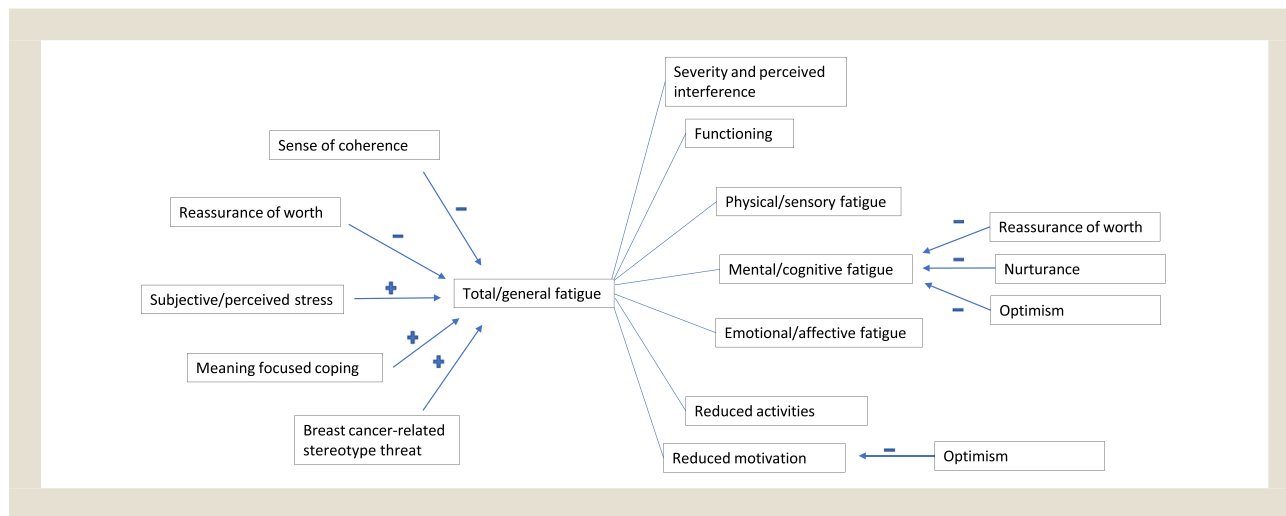 Sense of coherence
–
Reassurance of worth
–
Subjective/perceived stress
+
Meaning focused coping
+
Breast cancer-related
stereotype threat
+
Total/general fatigue
Severity and perceived
interference
Functioning
Physical/sensory fatigue
Mental/cognitive fatigue
Emotional/affective fatigue
Reduced activities
Reduced motivation
–
Reassurance of worth
–
Nurturance
–
Optimism
–
Optimism